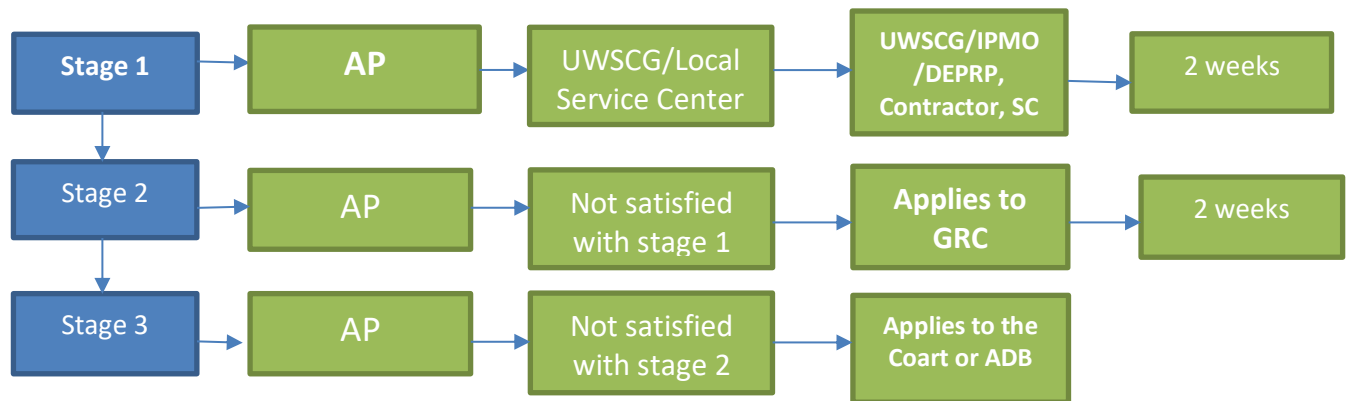 Stage 1
AP
UWSCG/Local
Service Center
UWSCG/IPMO
/DEPRP,
Contractor, SC
2 weeks
Stage 2
AP
Not satisfied
with stage 1
Applies to
GRC
2 weeks
Stage 3
AP
Not satisfied
with stage 2
Applies to the
Coart or ADB